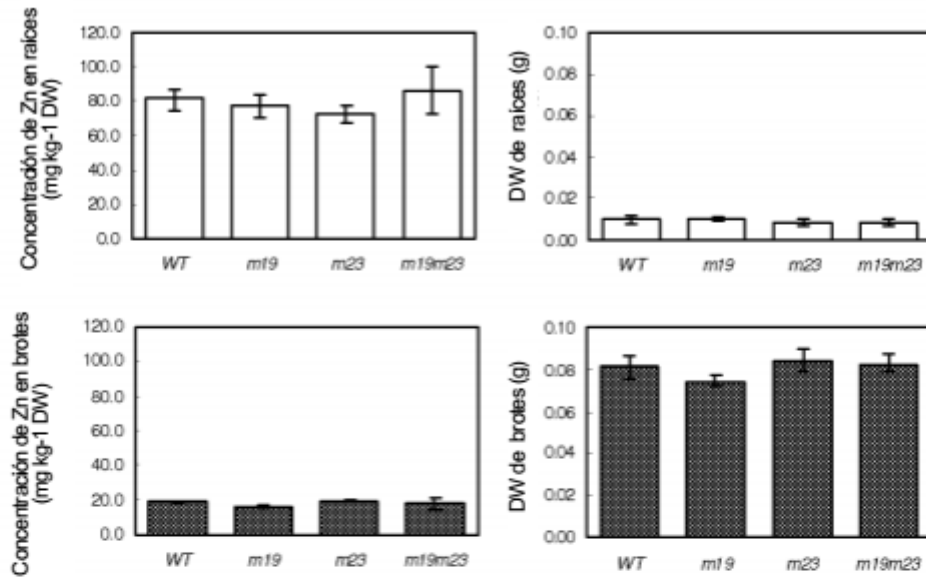 Concentración de Zn en raíces
(mg kg-1 DW)
120.0
100.0
80.0
60.0
40.0
20.0
0.0
WT m19 m23 m19m23
DW de raíces (g)
0.10
0.08
0.06
0.04
0.02
0.00
WT m19 m23 m19m23
Concentración de Zn en brotes
(mg kg-1 DW)
120.0
100.0
80.0
60.0
40.0
20.0
0.0
WT m19 m23 m19m23
DW de brotes (g)
0.10
0.08
0.06
0.04
0.02
0.00
WT m19 m23 m19m23